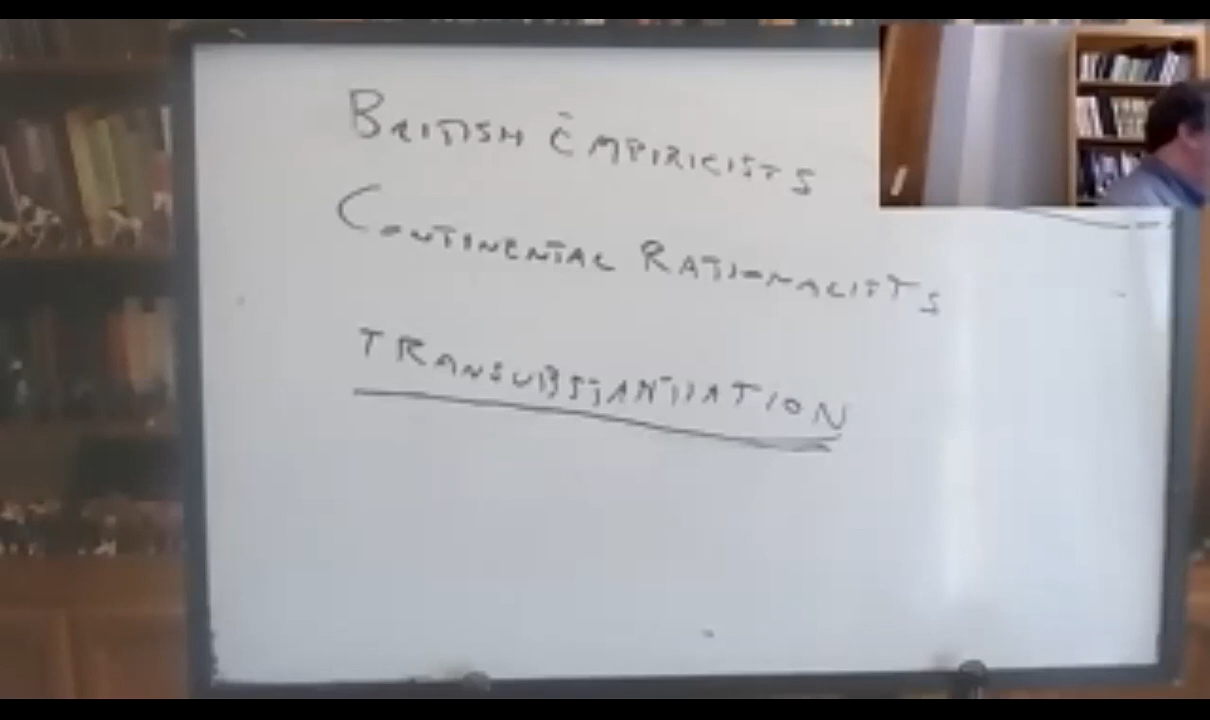 BRITISH EMPIRICISTS
CONTINENTAL RATIONALISTS
TRANSUBSTANTIATION